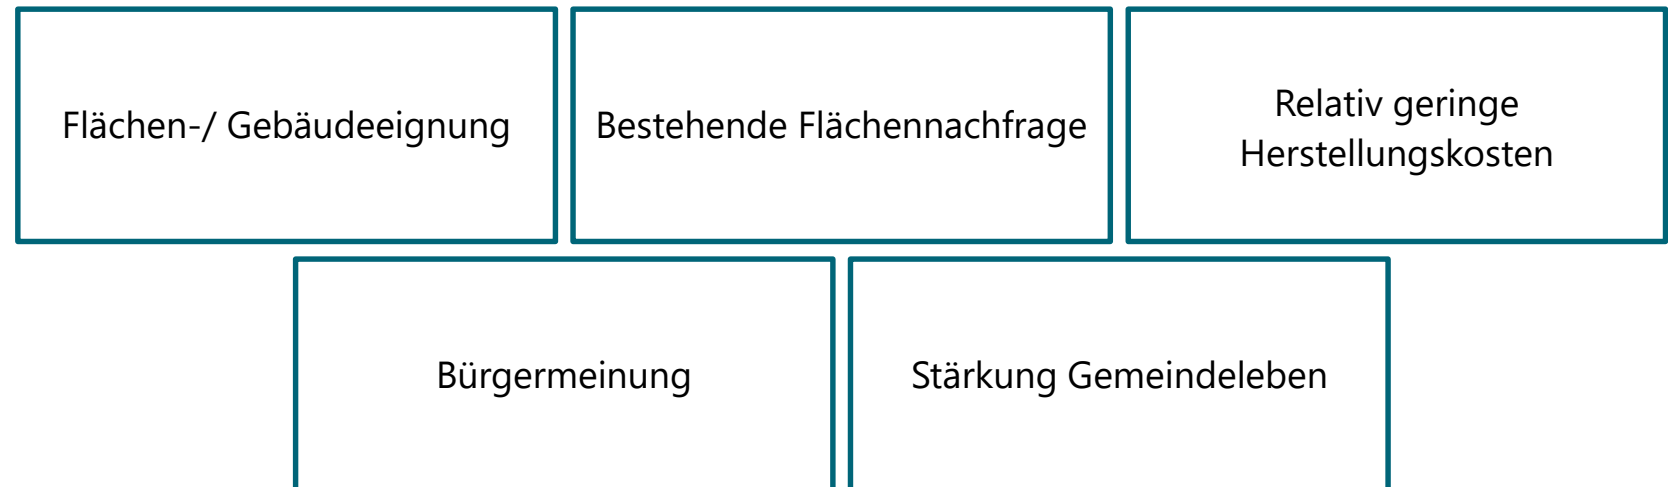 Flächen-/ Gebäudeeignung
Bestehende Flächennachfrage
Relativ geringe
Herstellungskosten
Bürgermeinung
Stärkung Gemeindeleben